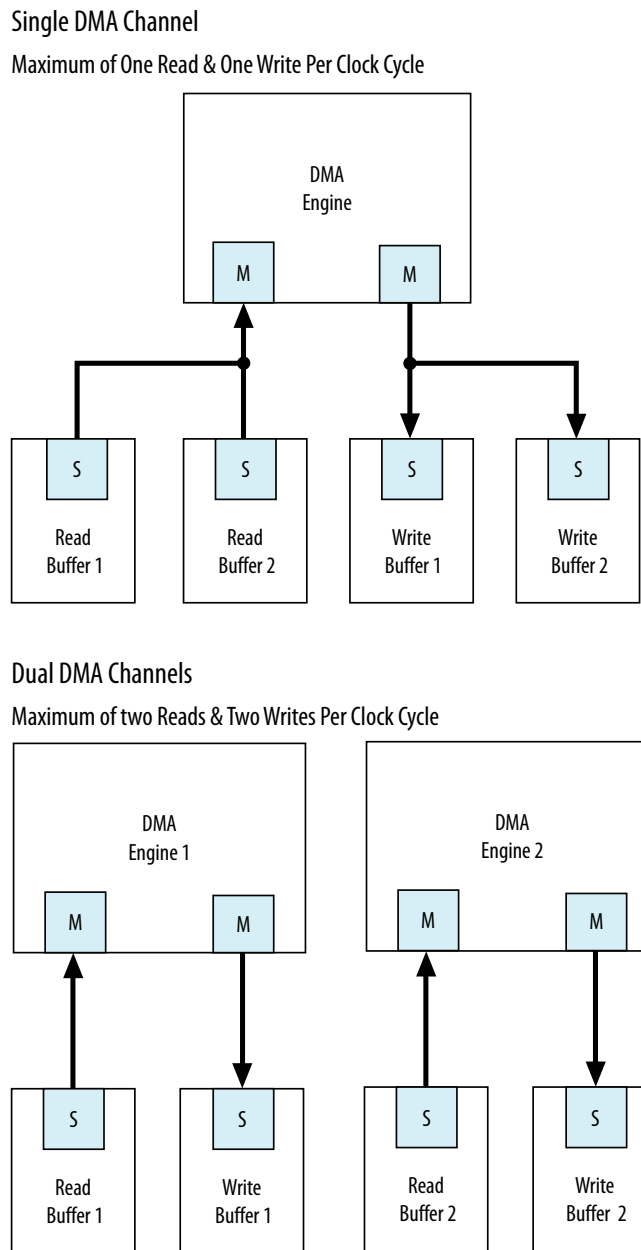 Single DMA Channel
Maximum of One Read & One Write Per Clock Cycle
DMA
Engine
M
M
S
S
S
S
Read
Buffer 1
Read
Buffer 2
Write
Buffer 1
Write
Buffer 2
Dual DMA Channels
Maximum of two Reads & Two Writes Per Clock Cycle
DMA
Engine 1
DMA
Engine 2
M
M
M
M
S
S
S
S
Read
Buffer 1
Write
Buffer 1
Read
Buffer 2
Write
Buffer 2